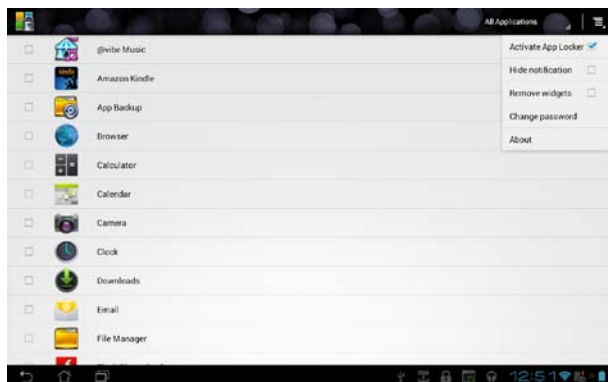 All Applications
Activate App Locker
Hide notification
Remove widgets
Change password
About
@vibe Music
Amazon Kindle
App Backup
Browser
Calculator
Calendar
Camera
Clock
Downloads
Email
File Manager
12:51